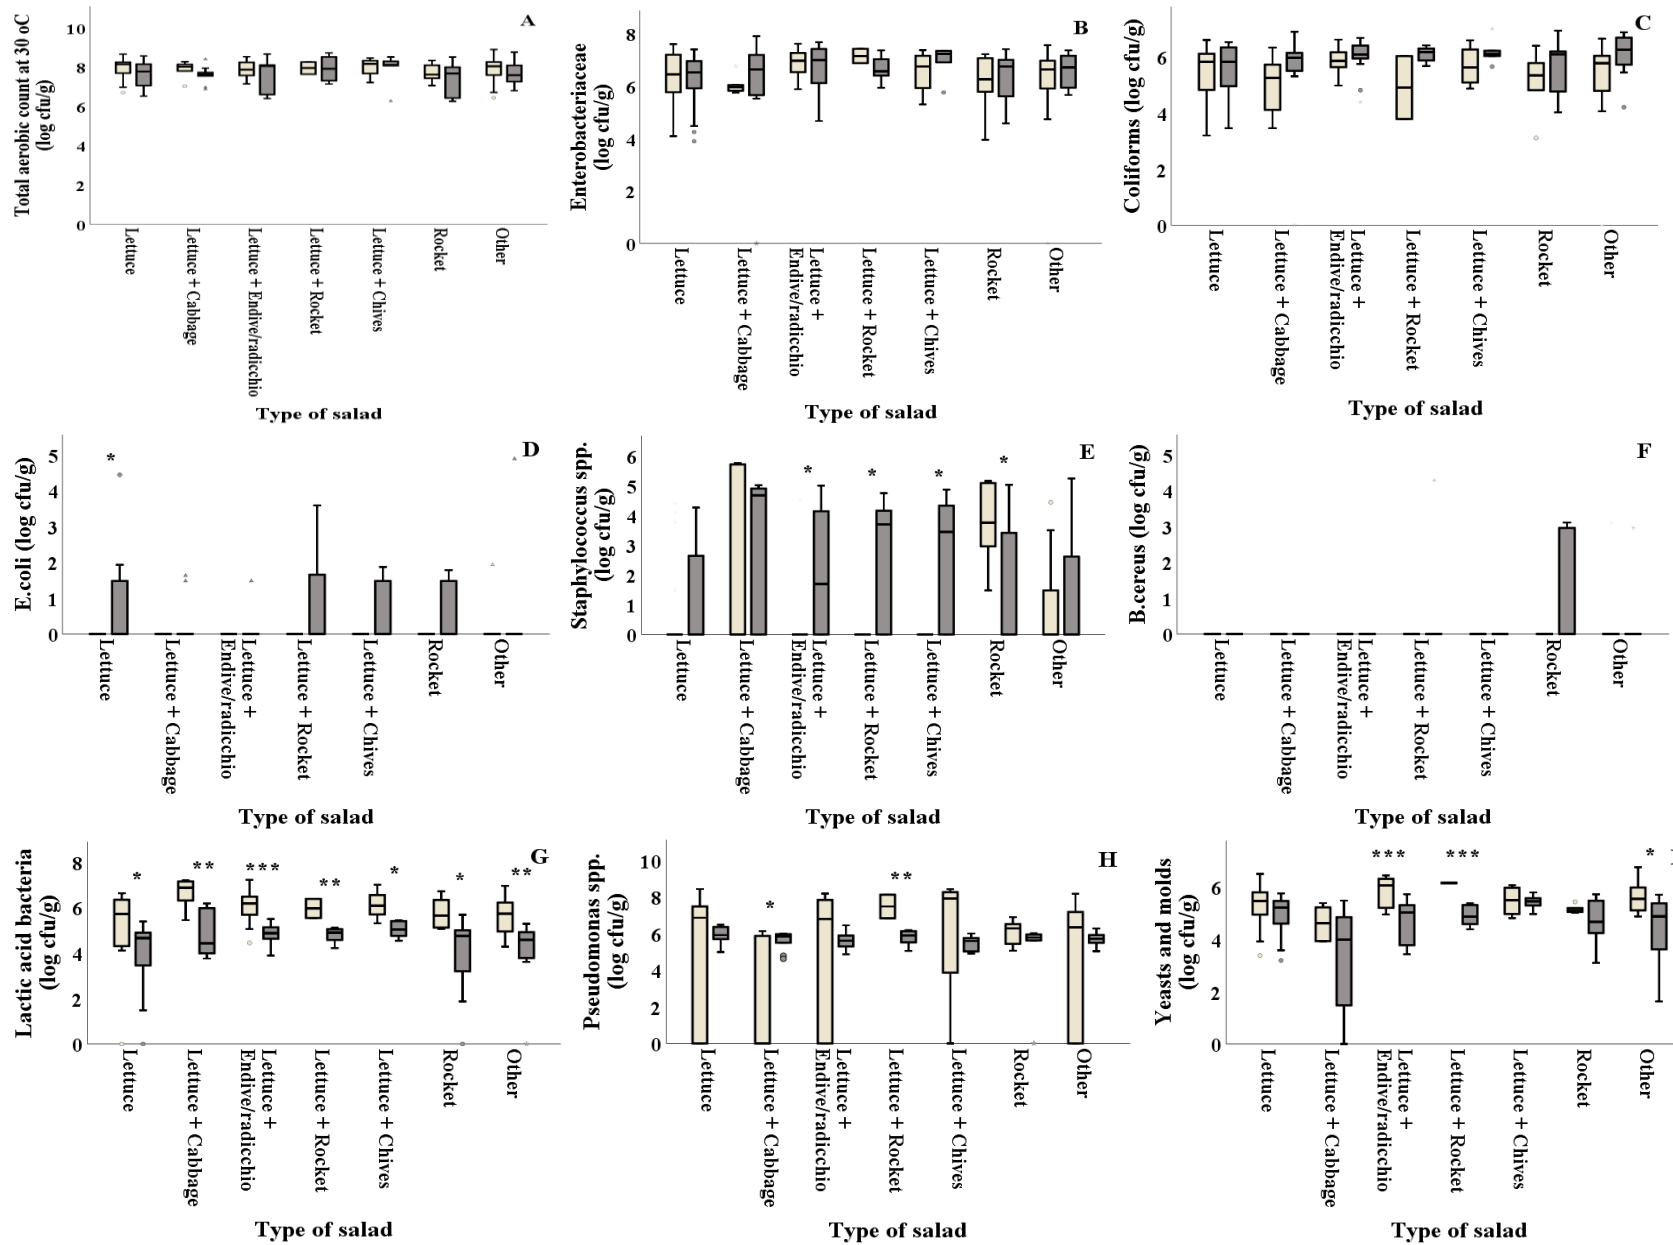 A
Total aerobic count at 30 oC
(log cfu/g)
10
8
6
4
2
0
Lettuce
Lettuce + Cabbage
Lettuce + Endive/radicchio
Lettuce + Rocket
Lettuce + Chives
Rocket
Other
Type of salad
B
Enterobacteriaceae
(log cfu/g)
8
6
4
2
0
Lettuce
Lettuce + Cabbage
Lettuce +
Endive/radicchio
Lettuce + Rocket
Lettuce + Chives
Rocket
Other
Type of salad
C
Coliforms (log cfu/g)
6
4
2
0
Lettuce
Lettuce + Cabbage
Lettuce +
Endive/radicchio
Lettuce + Rocket
Lettuce + Chives
Rocket
Other
Type of salad
D
E.coli (log cfu/g)
5
4
3
2
1
0
*
Lettuce
Lettuce + Cabbage
Lettuce +
Endive/radicchio
Lettuce + Rocket
Lettuce + Chives
Rocket
Other
Type of salad
E
Staphylococcus spp.
(log cfu/g)
6
5
4
3
2
1
0
* * * *
Lettuce
Lettuce + Cabbage
Lettuce +
Endive/radicchio
Lettuce + Rocket
Lettuce + Chives
Rocket
Other
Type of salad
F
B.cereus (log cfu/g)
5
4
3
2
1
0
Lettuce
Lettuce + Cabbage
Lettuce +
Endive/radicchio
Lettuce + Rocket
Lettuce + Chives
Rocket
Other
Type of salad
G
Lactic acid bacteria
(log cfu/g)
8
6
4
2
0
* ** *** ** * * **
Lettuce
Lettuce + Cabbage
Lettuce +
Endive/radicchio
Lettuce + Rocket
Lettuce + Chives
Rocket
Other
Type of salad
H
Pseudomonas spp.
(log cfu/g)
10
8
6
4
2
0
* **
Lettuce
Lettuce + Cabbage
Lettuce +
Endive/radicchio
Lettuce + Rocket
Lettuce + Chives
Rocket
Other
Type of salad
Yeasts and molds
(log cfu/g)
6
4
2
0
*** *** *
Lettuce
Lettuce + Cabbage
Lettuce +
Endive/radicchio
Lettuce + Rocket
Lettuce + Chives
Rocket
Other
Type of salad